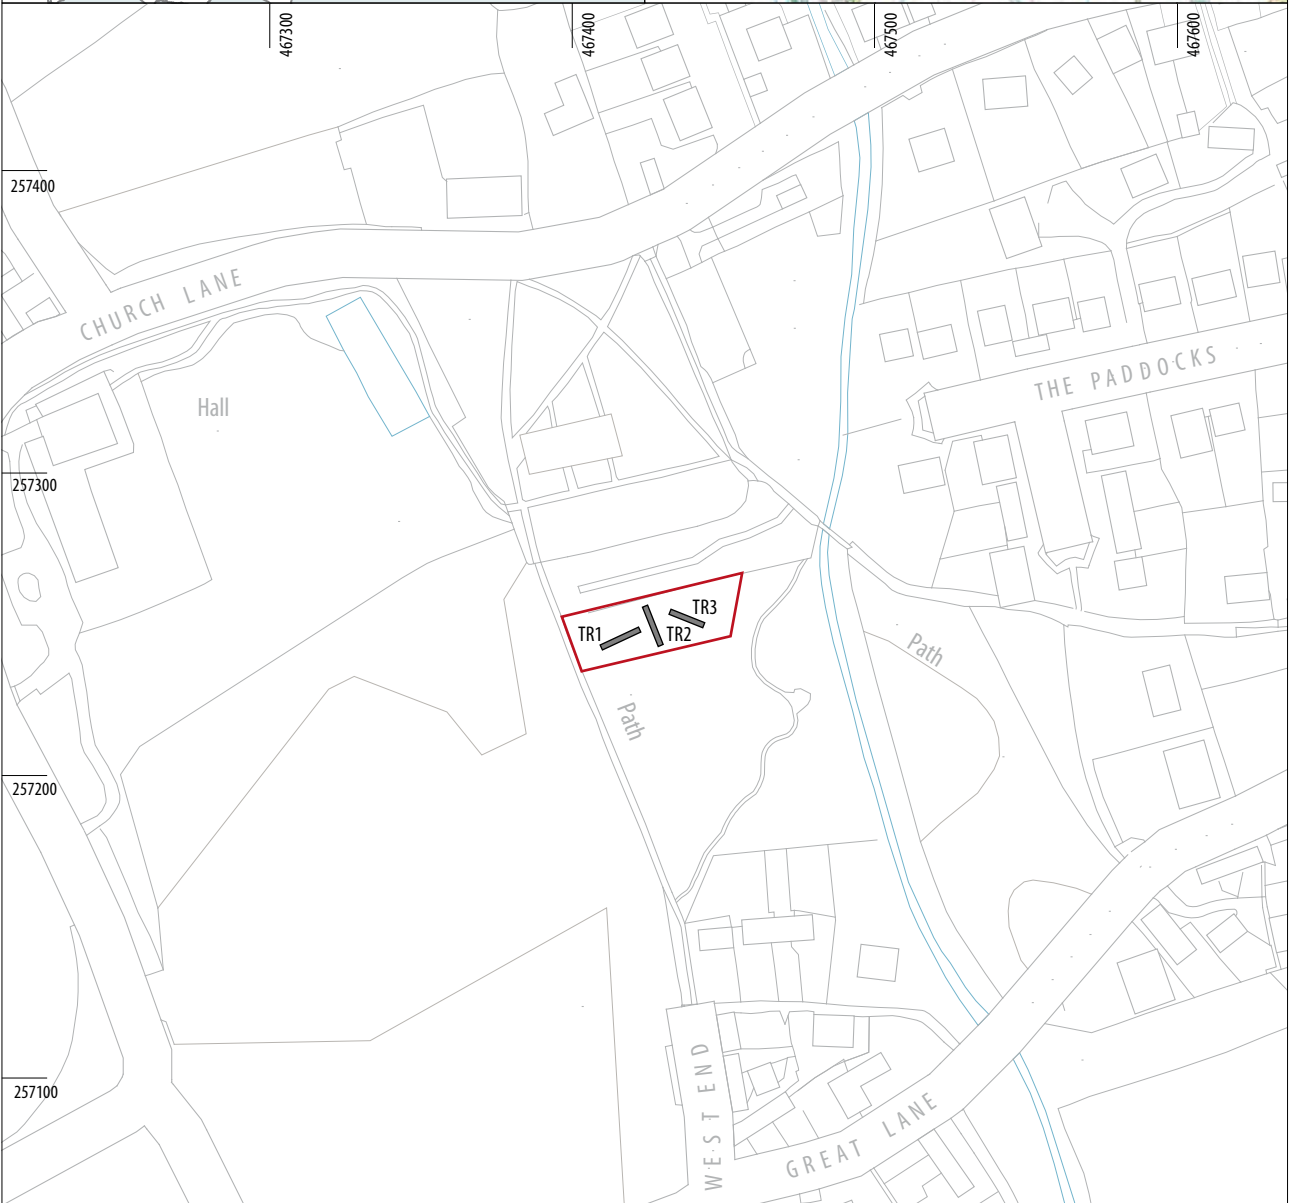 467300
467400
467500
467600
257400
CHURCH LANE
THE PADDOCKS
Hall
257300
TR1
TR2
TR3
Path
Path
257200
257100
WEST END
GREAT LANE